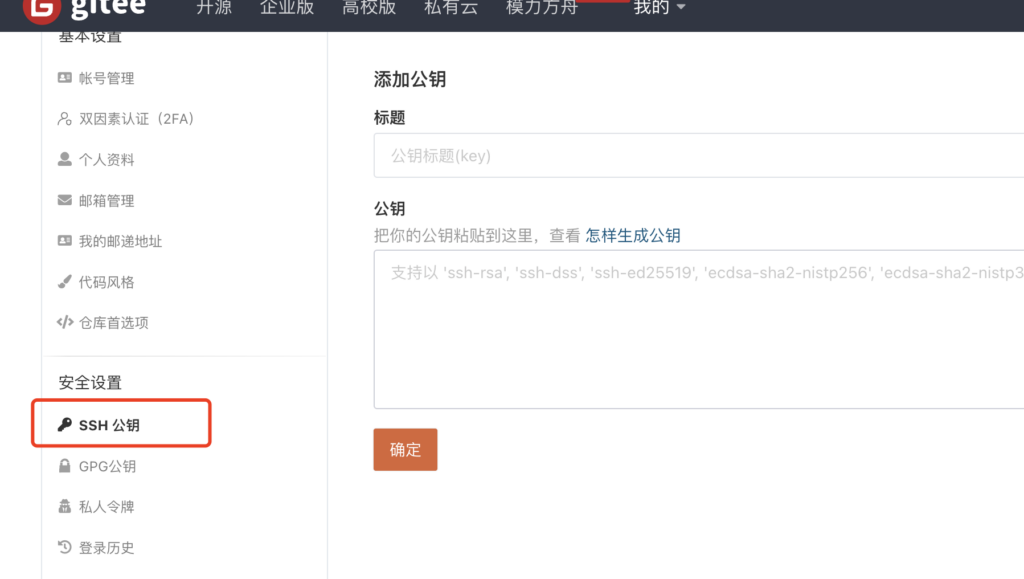 gitee
开源 企业版 高校版 私有云 模力方舟 我的
基本设置
帐号管理
双因素认证（2FA）
个人资料
邮箱管理
我的邮递地址
代码风格
仓库首选项
安全设置
SSH 公钥
GPG公钥
私人令牌
登录历史
添加公钥
标题
公钥标题(key)
公钥
把你的公钥粘贴到这里，查看 怎样生成公钥
支持以 'ssh-rsa', 'ssh-dss', 'ssh-ed25519', 'ecdsa-sha2-nistp256', 'ecdsa-sha2-nistp3
确定